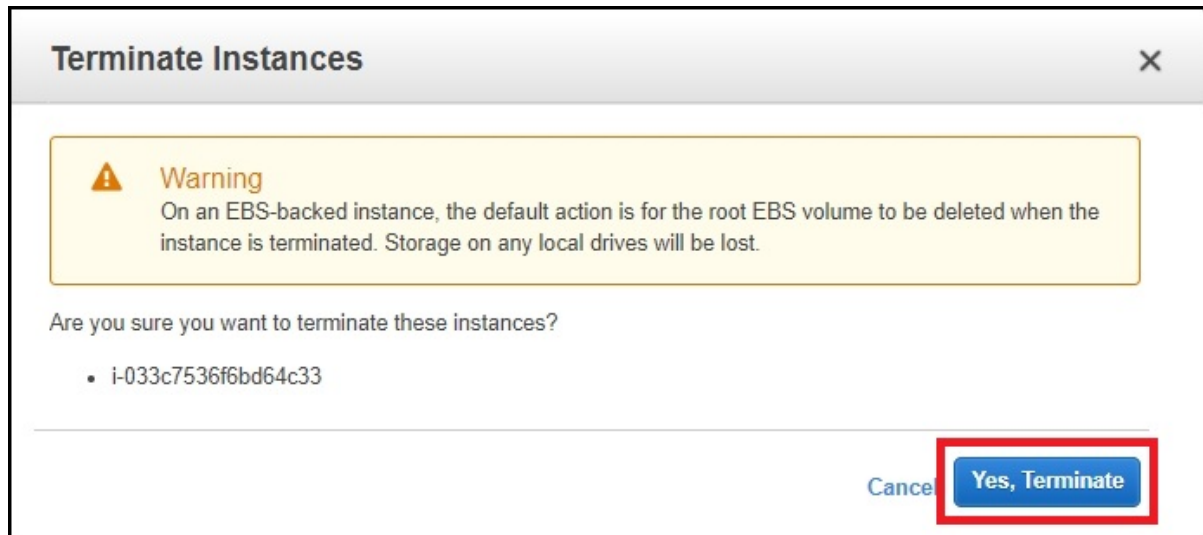 Terminate Instances
Warning
On an EBS-backed instance, the default action is for the root EBS volume to be deleted when the
instance is terminated. Storage on any local drives will be lost.
Are you sure you want to terminate these instances?
• i-033c7536f6bd64c33
Cancel Yes, Terminate